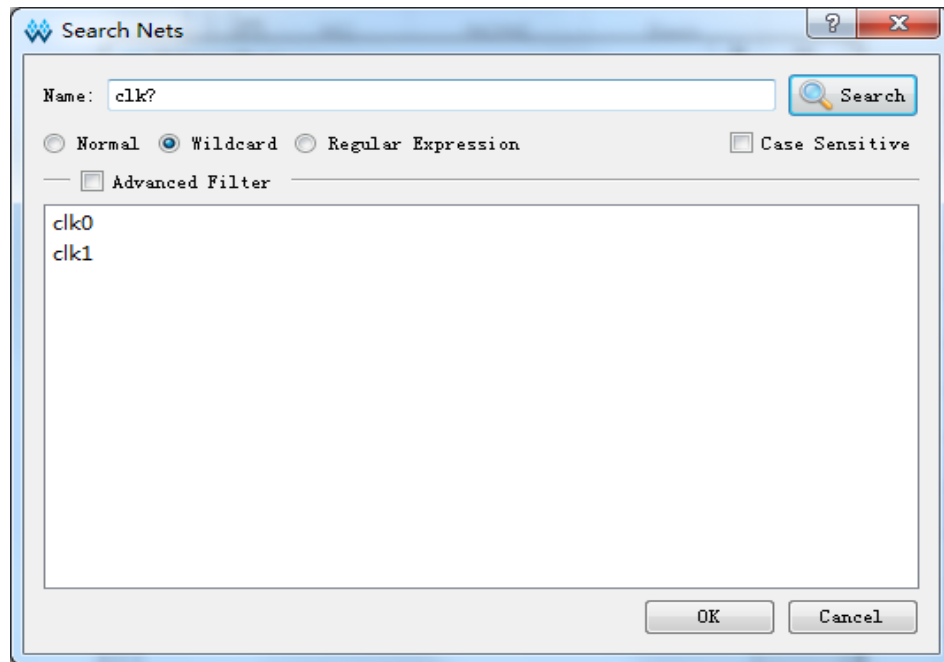 Search Nets
?
Name: clk? Search
Normal Wildcard Regular Expression Case Sensitive
Advanced Filter
clk0
clk1
OK Cancel